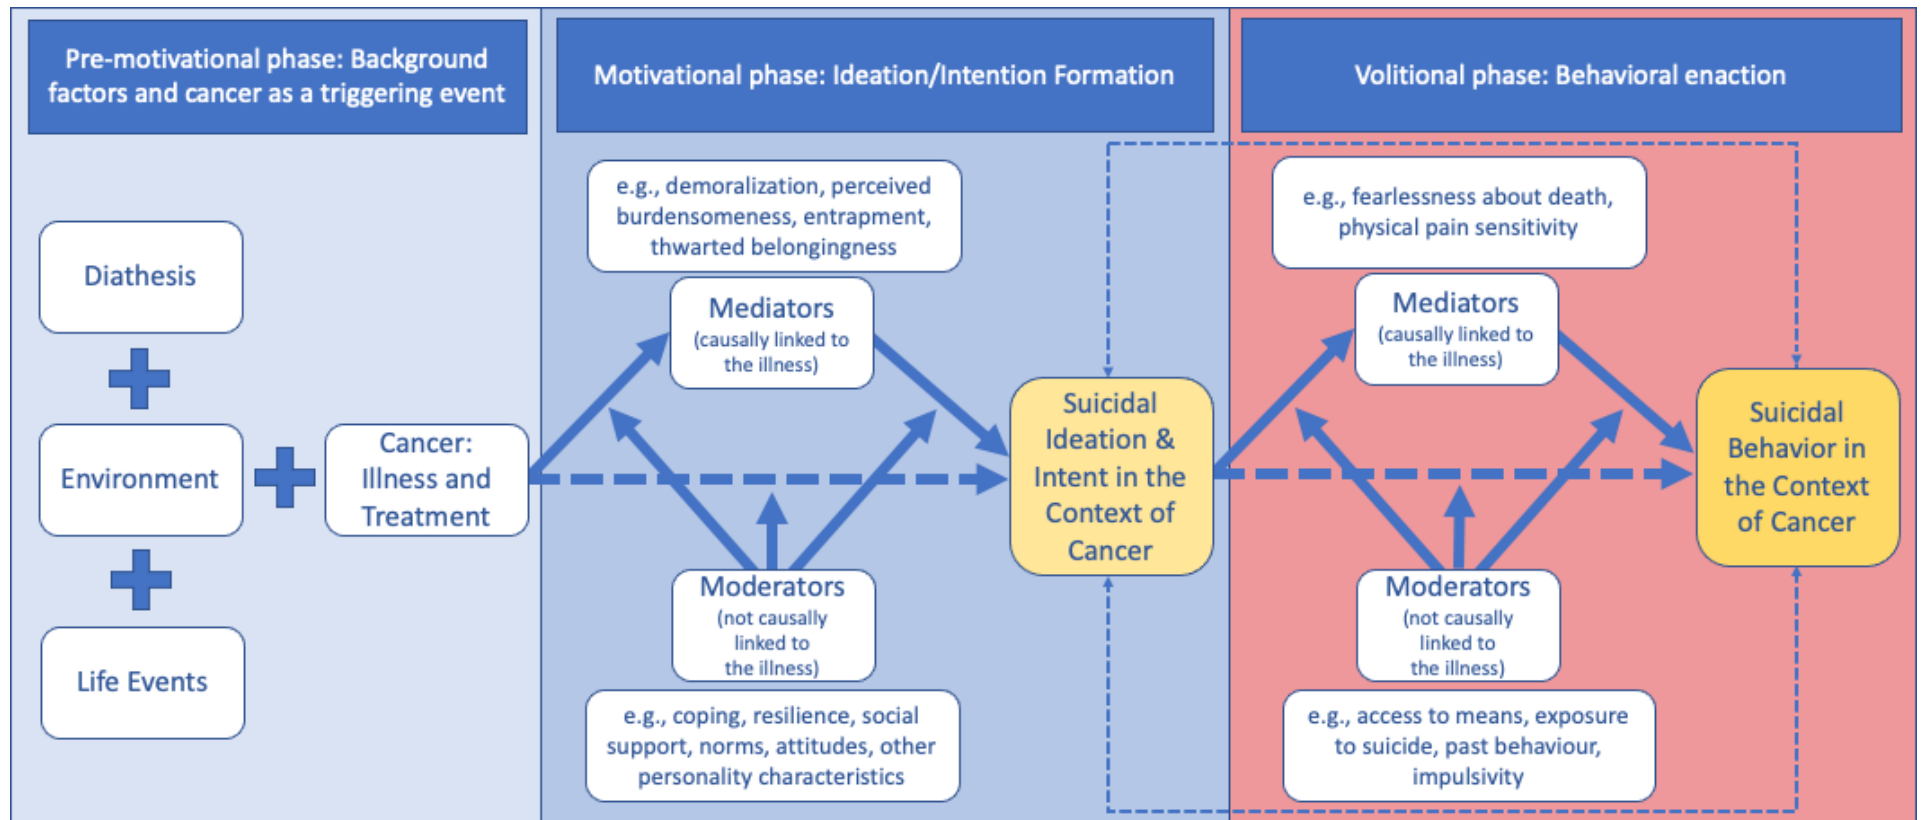 Pre-motivational phase: Background
factors and cancer as a triggering event
Diathesis
Environment
Life Events
Cancer:
Illness and
Treatment
Motivational phase: Ideation/Intention Formation
e.g., demoralization, perceived
burdensomeness, entrapment,
thwarted belongingness
Mediators
(causally linked to
the illness)
Moderators
(not causally
linked to
the illness)
e.g., coping, resilience, social
support, norms, attitudes, other
personality characteristics
Suicidal
Ideation &
Intent in the
Context of
Cancer
Volitional phase: Behavioral enaction
e.g., fearlessness about death,
physical pain sensitivity
Mediators
(causally linked to
the illness)
Moderators
(not causally
linked to
the illness)
e.g., access to means, exposure
to suicide, past behaviour,
impulsivity
Suicidal
Behavior in
the Context
of Cancer